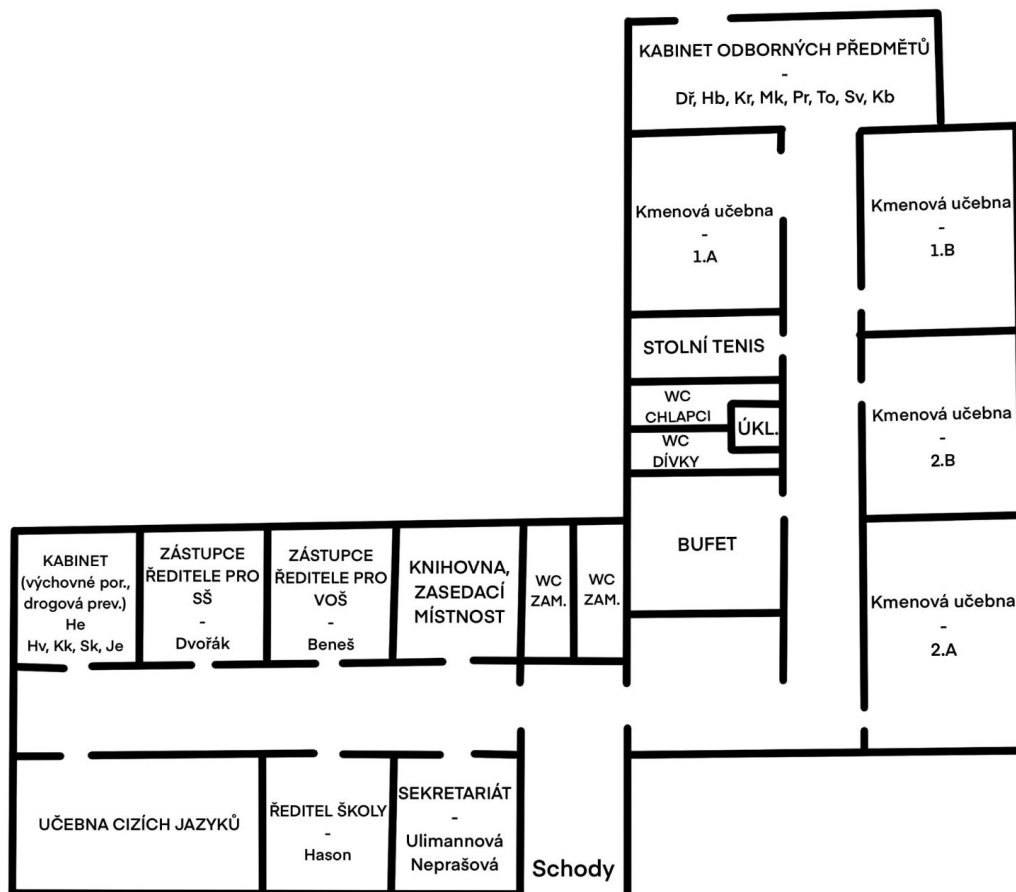 KABINET ODBORNÝCH PŘEDMĚTŮ
-
Dř, Hb, Kr, Mk, Pr, To, Sv, Kb
Kmenová učebna
-
1.A
Kmenová učebna
-
1.B
STOLNÍ TENIS
WC
CHLAPCI
ÚKL.
WC
DÍVKY
Kmenová učebna
-
2.B
BUFET
Kmenová učebna
-
2.A
KABINET
(výchovné por.,
drogová prev.)
He
Hv, Kk, Sk, Je
ZÁSTUPCE
ŘEDITELE PRO
SŠ
-
Dvořák
ZÁSTUPCE
ŘEDITELE PRO
VOŠ
-
Beneš
KNIHOVNA,
ZASEDACÍ
MÍSTNOST
WC
ZAM.
WC
ZAM.
UČEBNA CIZÍCH JAZYKŮ
ŘEDITEL ŠKOLY
-
Hason
SEKRETARIÁT
-
Ulimannová
Neprašová
Schody